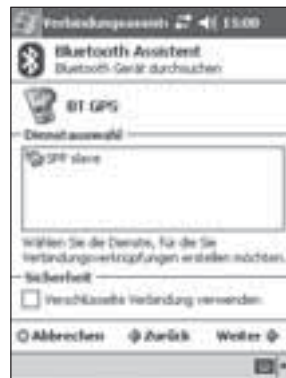 Verbindungsassist. 13:00
Bluetooth Assistent
Bluetooth Gerät durchsuchen
BT GPS
Dienstauswahl
SPP slave
Wählen Sie die Dienste, für die Sie
Verbindungsverknüpfungen erstellen möchten.
Sicherheit
Verschlüsselte Verbindung verwenden
Abbrechen Zurück Weiter